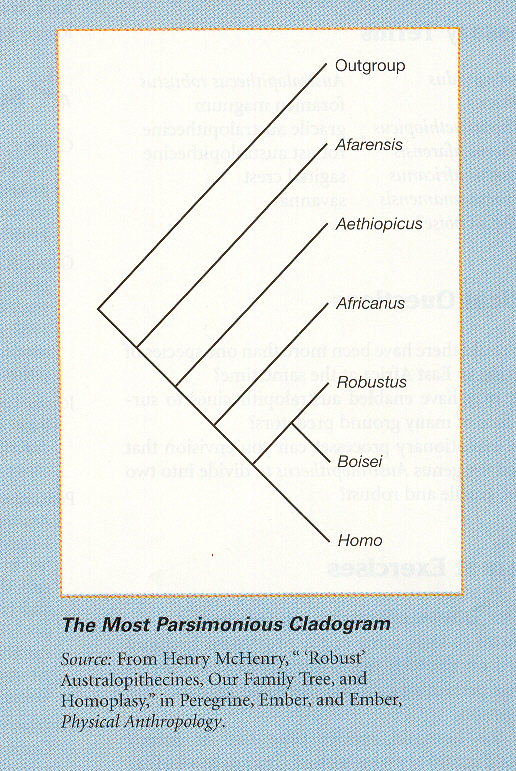 Outgroup
Afarensis
Aethiopicus
Africanus
Robustus
Boisei
Homo
The Most Parsimonious Cladogram
Source: From Henry McHenry, “ ‘Robust’
Australopithecines, Our Family Tree, and
Homoplasy,” in Peregrine, Ember, and Ember,
Physical Anthropology.